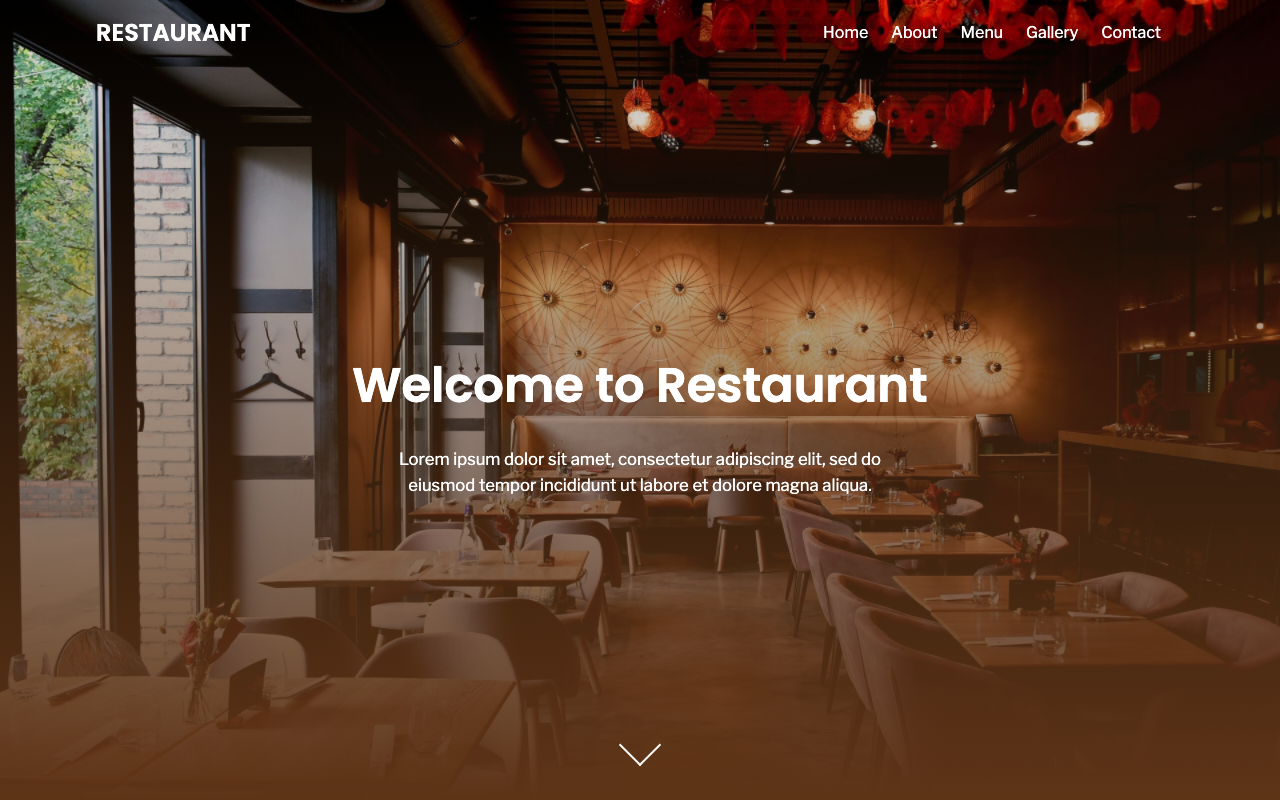 RESTAURANT
Home About Menu Gallery Contact
Welcome to Restaurant
Lorem ipsum dolor sit amet, consectetur adipiscing elit, sed do
eiusmod tempor incididunt ut labore et dolore magna aliqua.